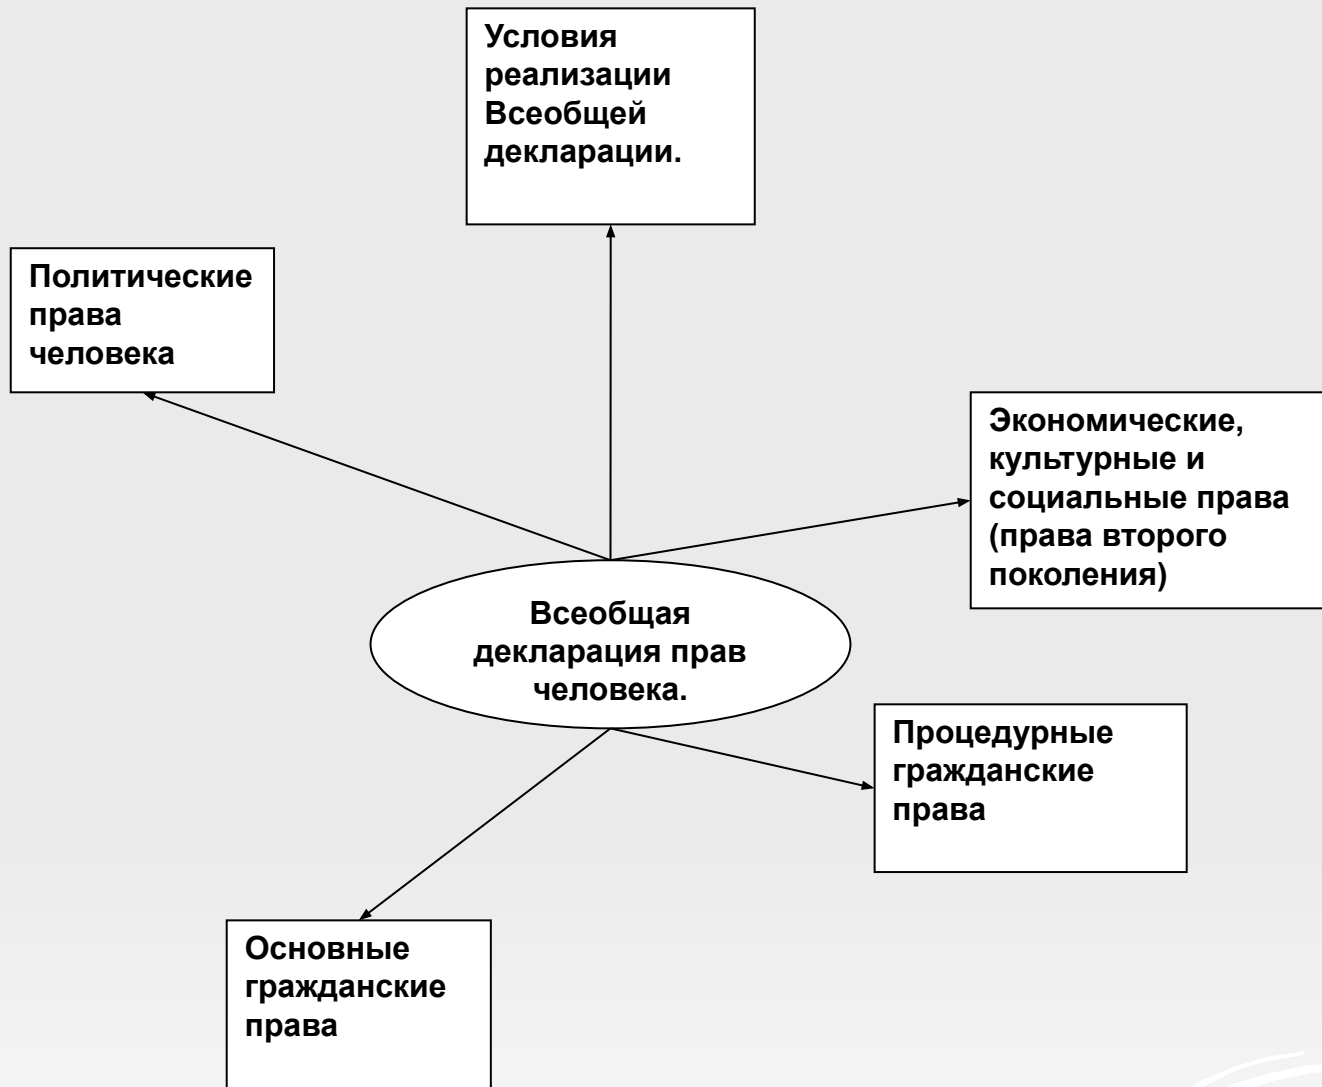 Условия
реализации
Всеобщей
декларации.
Политические
права
человека
Экономические,
культурные и
социальные права
(права второго
поколения)
Всеобщая
декларация прав
человека.
Процедурные
гражданские
права
Основные
гражданские
права